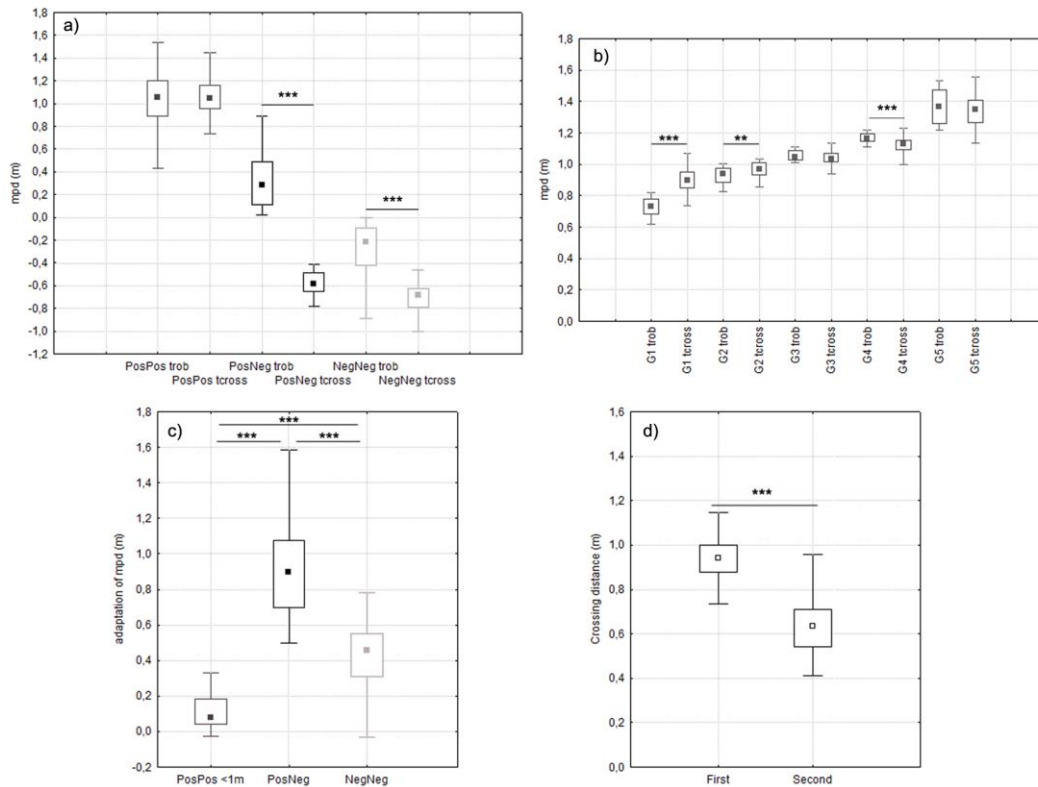 a)
mpd (m)
1,8
1,6
1,4
1,2
1,0
0,8
0,6
0,4
0,2
0,0
-0,2
-0,4
-0,6
-0,8
-1,0
-1,2
***
***
PosPos trob
PosPos tcross
PosNeg trob
PosNeg tcross
NegNeg trob
NegNeg tcross
b)
mpd (m)
1,8
1,6
1,4
1,2
1,0
0,8
0,6
0,4
0,2
0,0
***
**
***
G1 trob
G1 tcross
G2 trob
G2 tcross
G3 trob
G3 tcross
G4 trob
G4 tcross
G5 trob
G5 tcross
c)
adaptation of mpd (m)
1,8
1,6
1,4
1,2
1,0
0,8
0,6
0,4
0,2
0,0
-0,2
***
***
***
PosPos <1m
PosNeg
NegNeg
d)
Crossing distance (m)
1,6
1,4
1,2
1,0
0,8
0,6
0,4
0,2
0,0
***
First
Second